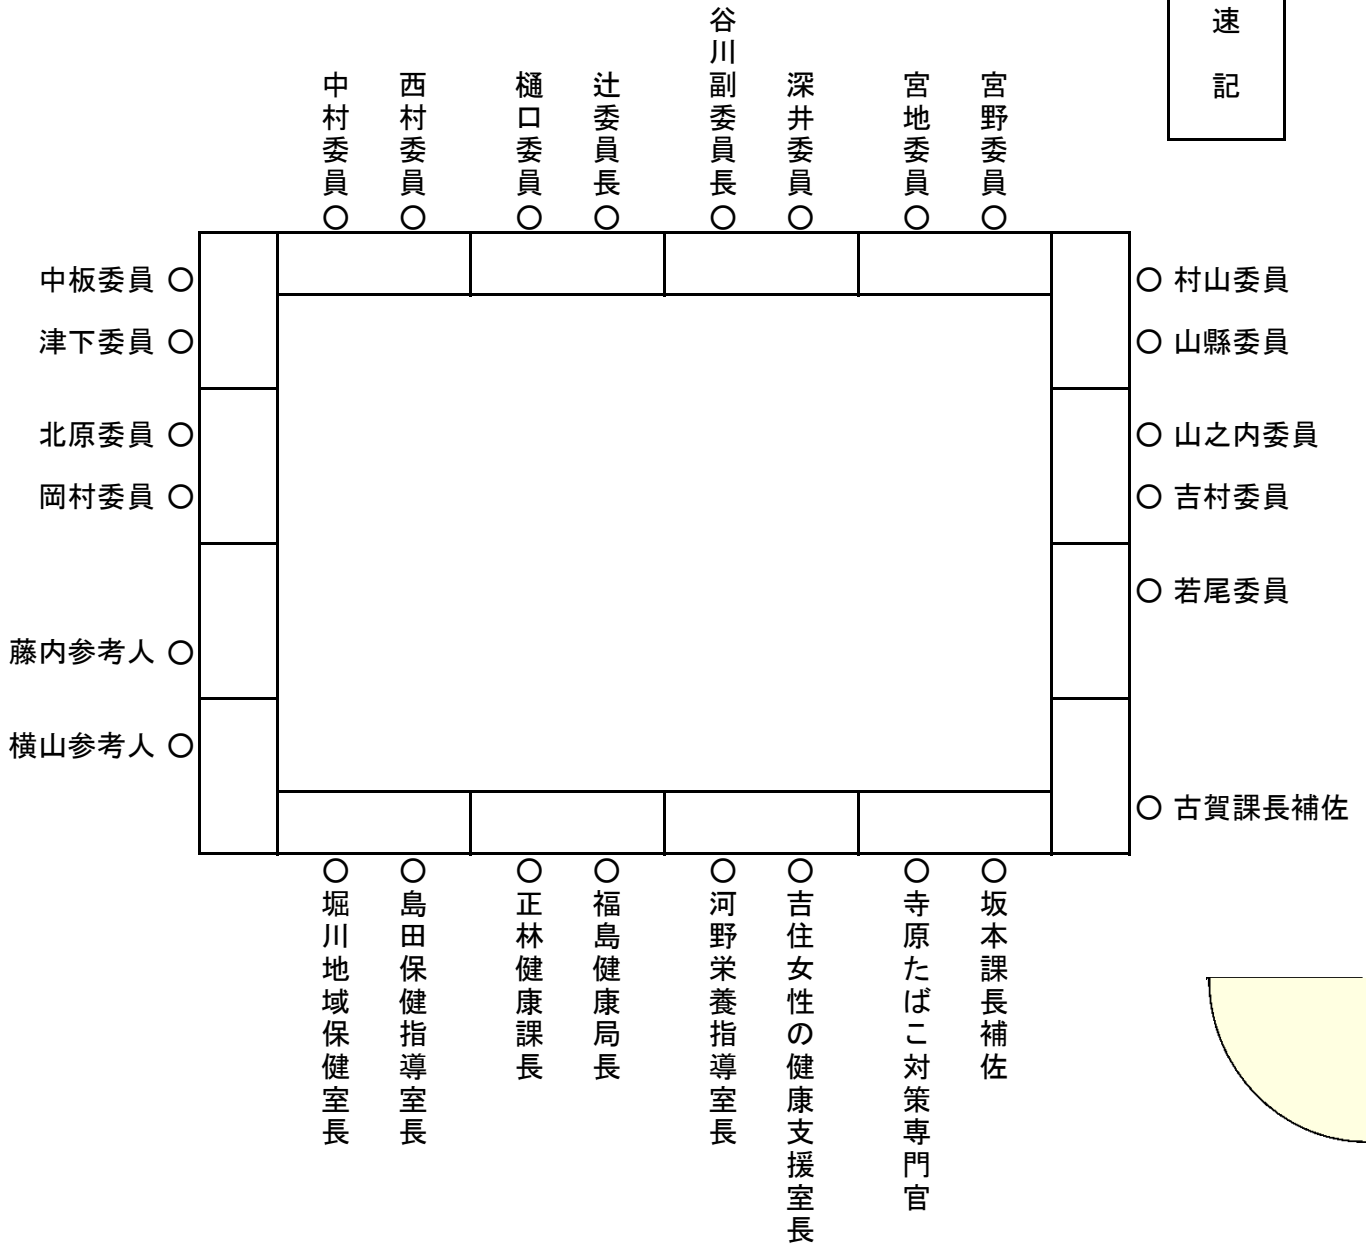 速記
中村委員○
西村委員○
樋口委員○
辻委員長○
谷川副委員長○
深井委員○
宮地委員○
宮野委員○
中板委員 ○
津下委員 ○
北原委員 ○
岡村委員 ○
藤内参考人 ○
横山参考人 ○
○ 村山委員
○ 山縣委員
○ 山之内委員
○ 吉村委員
○ 若尾委員
○ 古賀課長補佐
○堀川地域保健室長
○島田保健指導室長
○正林健康課長
○福島健康局長
○河野栄養指導室長
○吉住女性の健康支援室長
○寺原たばこ対策専門官
○坂本課長補佐